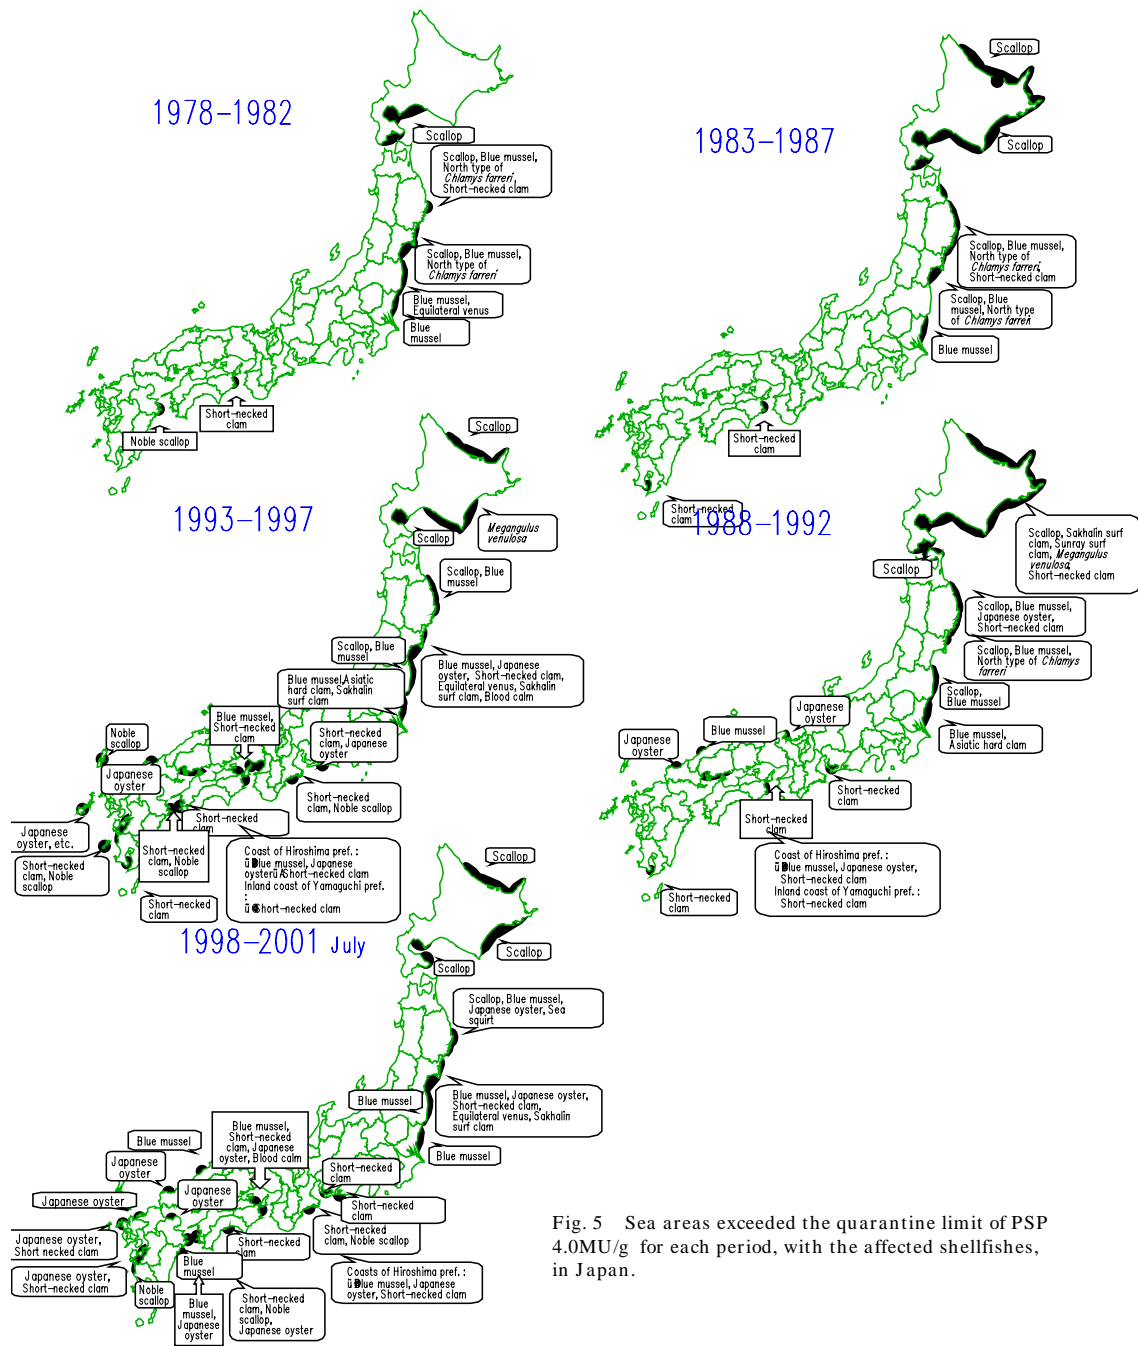 1978-1982
Scallop
Scallop, Blue mussel,
North type of
Chlamys farreri,
Short-necked clam
Scallop, Blue mussel,
North type of
Chlamys farreri
Blue mussel,
Equilateral venus
Blue
mussel
Short-necked
clam
Noble scallop
1983-1987
Scallop
Scallop
Scallop, Blue mussel,
North type of
Chlamys farreri,
Short-necked clam
Scallop, Blue
mussel, North type
of Chlamys farreri
Blue mussel
Short-necked
clam
Short-necked
clam
1993-1997
Scallop
Megangulus
venulosa
Scallop
Scallop, Blue
mussel
Scallop, Blue
mussel
Blue mussel, Japanese
oyster, Short-necked clam,
Equilateral venus, Sakhalin
surf clam, Blood calm
Blue mussel,Asiatic
hard clam, Sakhalin
surf clam
Blue mussel,
Short-necked
clam
Short-necked
clam, Japanese
oyster
Noble
scallop
Japanese
oyster
Short-necked
clam, Noble scallop
Short-necked
clam
Japanese
oyster, etc.
Short-necked
clam, Noble
scallop
Short-necked
clam, Noble
scallop
Short-necked
clam
Coast of Hiroshima pref.:
Blue mussel, Japanese
oyster Short-necked clam
Inland coast of Yamaguchi pref.
:
Short-necked clam
1988-1992
Scallop, Sakhalin surf
clam, Sunray surf
clam, Megangulus
venulosa,
Short-necked clam
Scallop
Scallop, Blue mussel,
Japanese oyster,
Short-necked clam
Scallop, Blue mussel,
North type of Chlamys
farreri
Scallop,
Blue mussel
Blue mussel,
Asiatic hard clam
Japanese
oyster
Blue mussel
Japanese
oyster
Short-necked
clam
Short-necked
clam
Short-necked
clam
Coast of Hiroshima pref.:
Blue mussel, Japanese oyster,
Short-necked clam
Inland coast of Yamaguchi pref.:
Short-necked clam
1998-2001 July
Scallop
Scallop
Scallop
Scallop, Blue mussel,
Japanese oyster, Sea
squirt
Blue mussel
Blue mussel, Japanese oyster,
Short-necked clam,
Equilateral venus, Sakhalin
surf clam
Blue mussel
Blue mussel,
Short-necked
clam, Japanese
oyster, Blood calm
Blue mussel
Japanese
oyster
Japanese
oyster
Japanese oyster
Short-necked
clam
Short-necked
clam
Short-necked
clam, Noble scallop
Short-necked
clam
Japanese oyster,
Short necked clam
Japanese oyster,
Short-necked clam
Blue
mussel
Noble
scallop
Blue
mussel,
Japanese
oyster
Short-necked
clam, Noble
scallop,
Japanese oyster
Coasts of Hiroshima pref.:
Blue mussel, Japanese
oyster, Short-necked clam
Fig. 5 Sea areas exceeded the quarantine limit of PSP
4.0MU/g for each period, with the affected shellfishes,
in Japan.